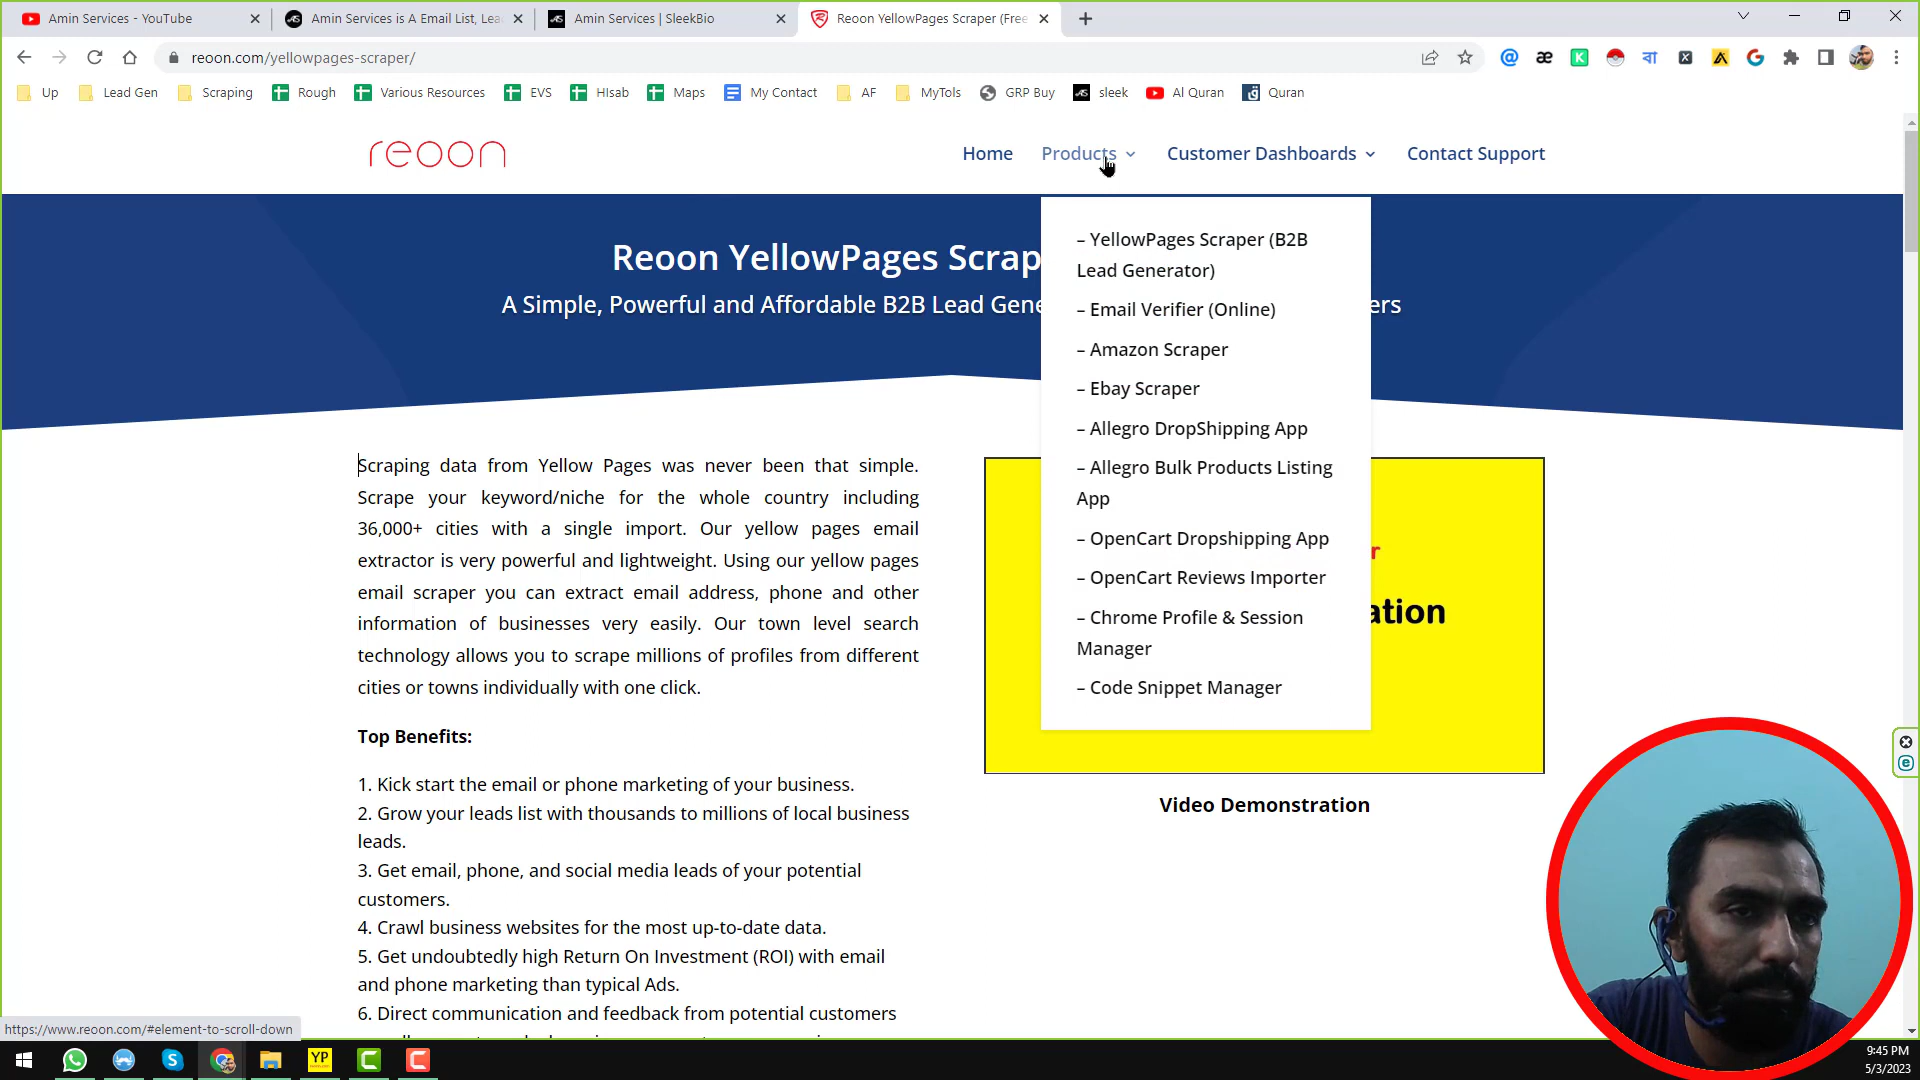 Amin Services - YouTube
Amin Services is A Email List, Lea
Amin Services | SleekBio
Reoon YellowPages Scraper (Free
reoon.com/yellowpages-scraper/
Up
Lead Gen
Scraping
Rough
Various Resources
EVS
HIsab
Maps
My Contact
AF
MyTols
GRP Buy
sleek
Al Quran
Quran
reoon
Home
Products
Customer Dashboards
Contact Support
Reoon YellowPages Scrap
A Simple, Powerful and Affordable B2B Lead Gene
ers
– YellowPages Scraper (B2B
Lead Generator)
– Email Verifier (Online)
– Amazon Scraper
– Ebay Scraper
– Allegro DropShipping App
– Allegro Bulk Products Listing
App
– OpenCart Dropshipping App
– OpenCart Reviews Importer
– Chrome Profile & Session
Manager
– Code Snippet Manager
Scraping data from Yellow Pages was never been that simple.
Scrape your keyword/niche for the whole country including
36,000+ cities with a single import. Our yellow pages email
extractor is very powerful and lightweight. Using our yellow pages
email scraper you can extract email address, phone and other
information of businesses very easily. Our town level search
technology allows you to scrape millions of profiles from different
cities or towns individually with one click.
r
ation
Video Demonstration
Top Benefits:
1. Kick start the email or phone marketing of your business.
2. Grow your leads list with thousands to millions of local business
leads.
3. Get email, phone, and social media leads of your potential
customers.
4. Crawl business websites for the most up-to-date data.
5. Get undoubtedly high Return On Investment (ROI) with email
and phone marketing than typical Ads.
6. Direct communication and feedback from potential customers
https://www.reoon.com/#element-to-scroll-down
YP
9:45 PM
5/3/2023